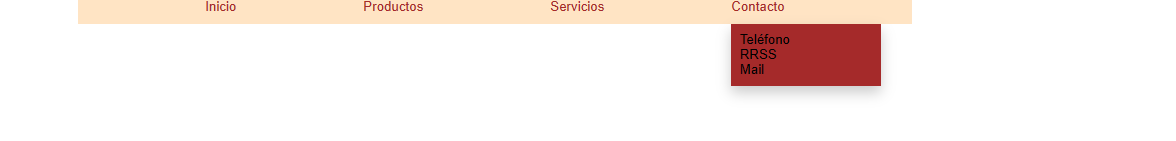 Inicio Productos Servicios Contacto
Teléfono
RRSS
Mail